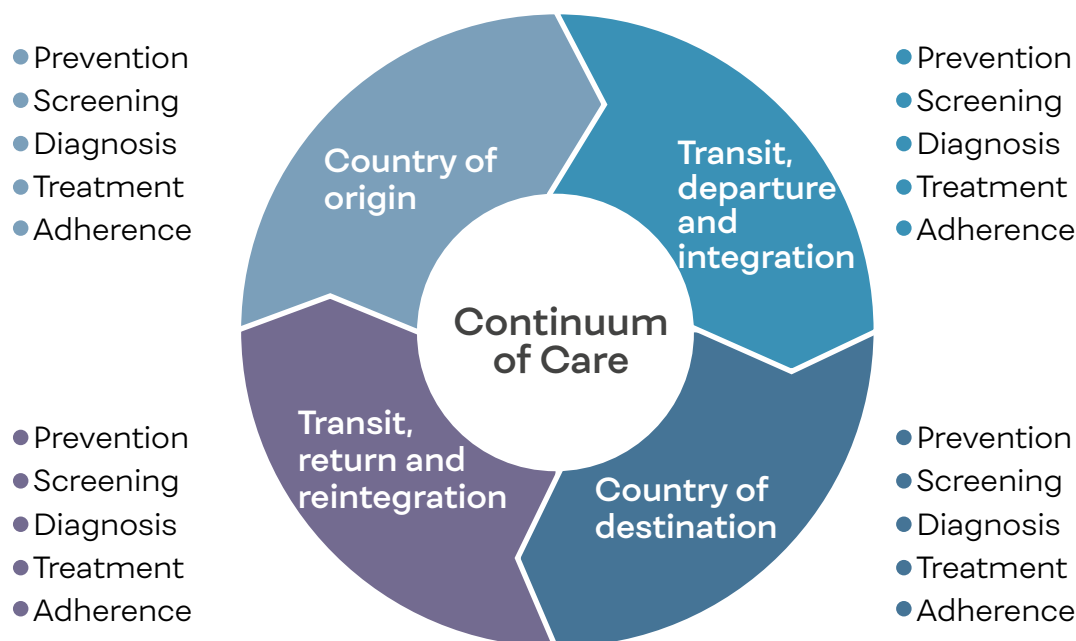 Prevention
Screening
Diagnosis
Treatment
Adherence
Country of
origin
Transit,
departure
and
integration
Prevention
Screening
Diagnosis
Treatment
Adherence
Continuum
of Care
Prevention
Screening
Diagnosis
Treatment
Adherence
Transit,
return and
reintegration
Country of
destination
Prevention
Screening
Diagnosis
Treatment
Adherence